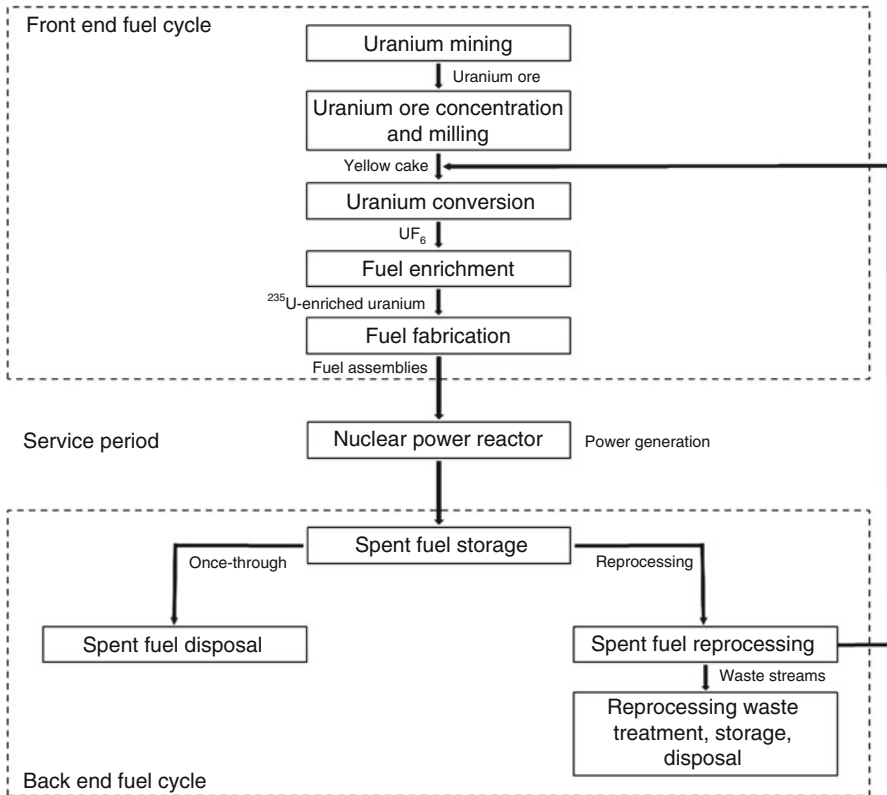 Front end fuel cycle
Uranium mining
Uranium ore
Uranium ore concentration
and milling
Yellow cake
Uranium conversion
UF₆
Fuel enrichment
²³⁵U-enriched uranium
Fuel fabrication
Fuel assemblies
Service period
Nuclear power reactor
Power generation
Spent fuel storage
Once-through
Reprocessing
Spent fuel disposal
Spent fuel reprocessing
Waste streams
Reprocessing waste
treatment, storage,
disposal
Back end fuel cycle